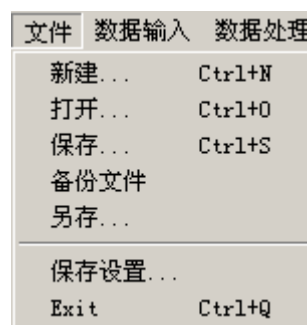 文件 数据输入 数据处理
新建... Ctrl+N
打开... Ctrl+O
保存... Ctrl+S
备份文件
另存...
保存设置...
Exit Ctrl+Q